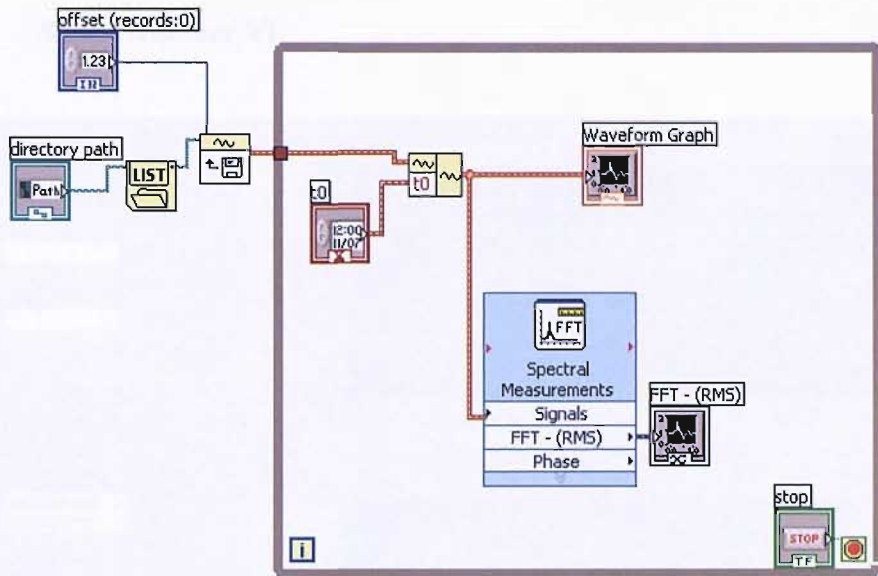 offset (records:0)
1.23
I32
directory path
Path
LIST
t0
12:00
11/07
t0
Waveform Graph
FFT
Spectral
Measurements
Signals
FFT - (RMS)
Phase
FFT - (RMS)
stop
STOP
TF
i